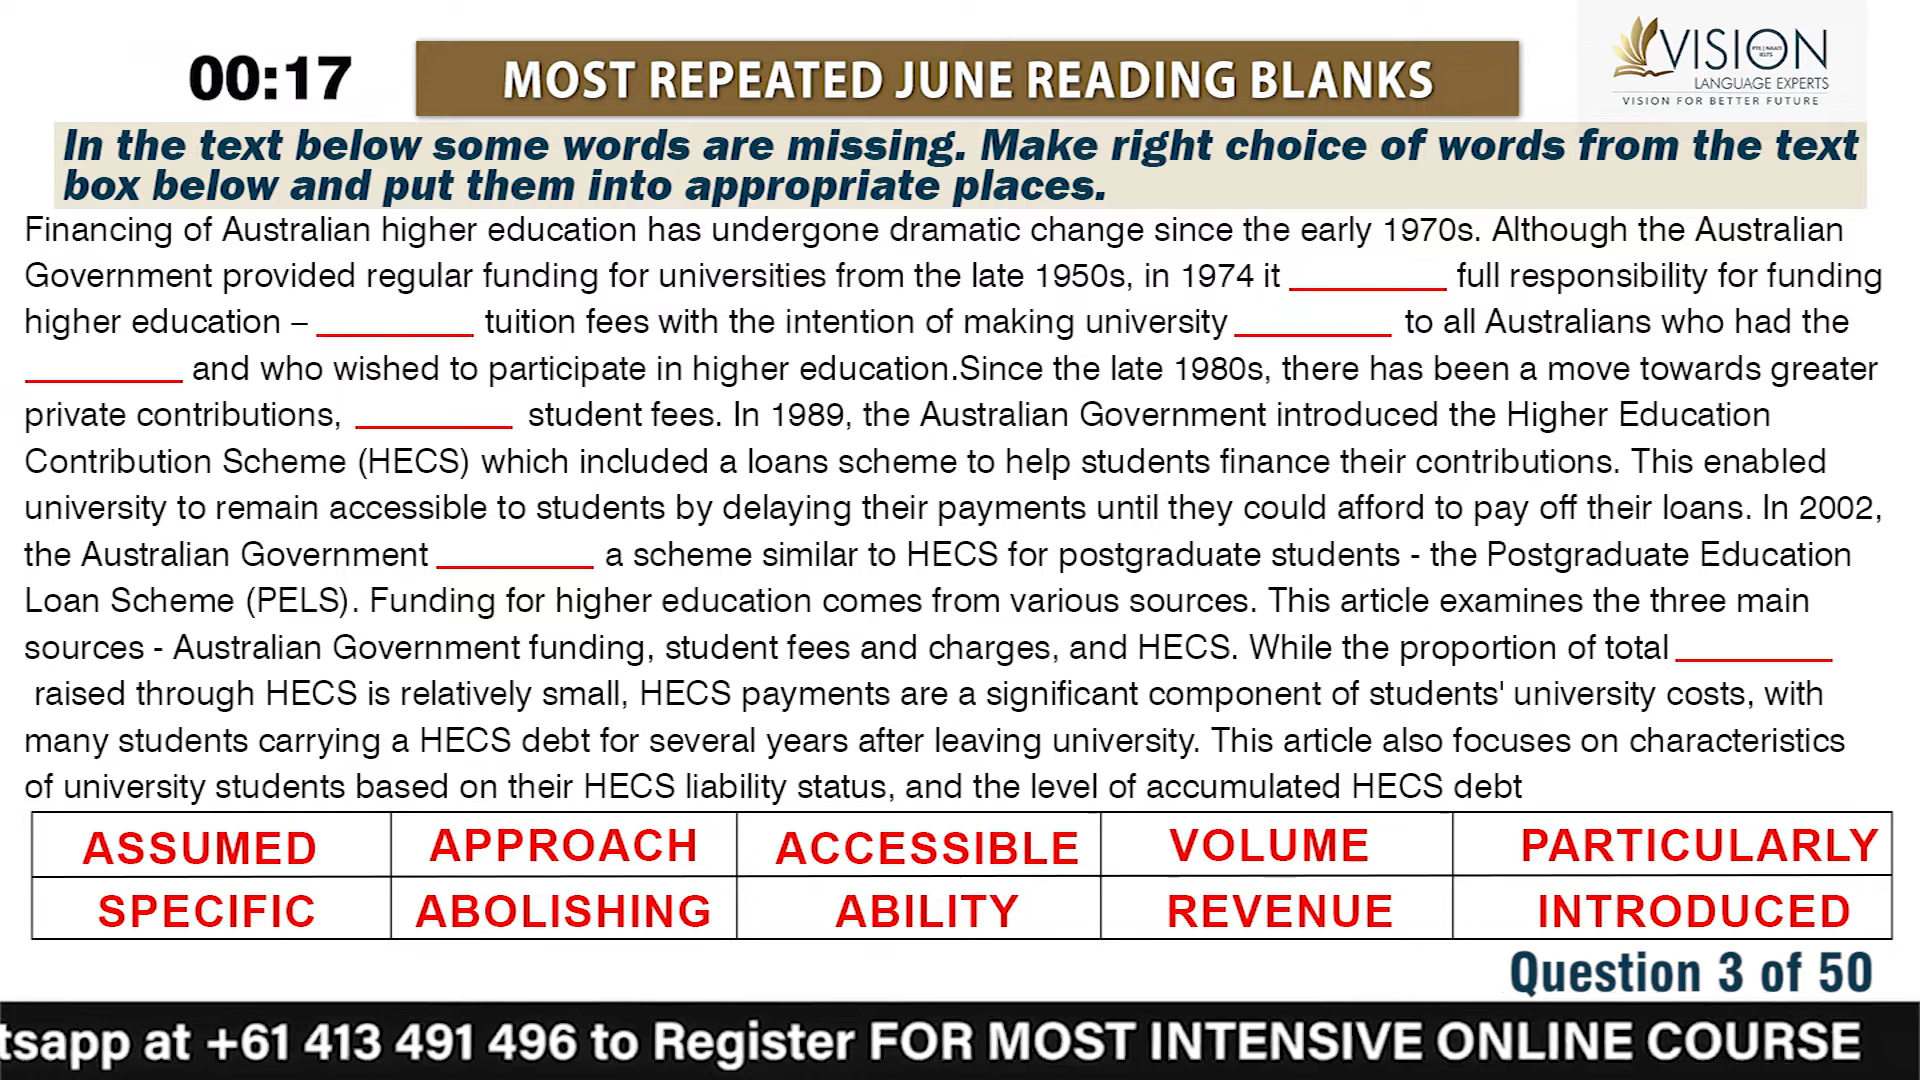 00:17
MOST REPEATED JUNE READING BLANKS
VISION
PTE | NAATI
IELTS
LANGUAGE EXPERTS
VISION FOR BETTER FUTURE
In the text below some words are missing. Make right choice of words from the text
box below and put them into appropriate places.
Financing of Australian higher education has undergone dramatic change since the early 1970s. Although the Australian
Government provided regular funding for universities from the late 1950s, in 1974 it ________ full responsibility for funding
higher education – ________ tuition fees with the intention of making university ________ to all Australians who had the
________ and who wished to participate in higher education.Since the late 1980s, there has been a move towards greater
private contributions, ________ student fees. In 1989, the Australian Government introduced the Higher Education
Contribution Scheme (HECS) which included a loans scheme to help students finance their contributions. This enabled
university to remain accessible to students by delaying their payments until they could afford to pay off their loans. In 2002,
the Australian Government ________ a scheme similar to HECS for postgraduate students - the Postgraduate Education
Loan Scheme (PELS). Funding for higher education comes from various sources. This article examines the three main
sources - Australian Government funding, student fees and charges, and HECS. While the proportion of total ________
raised through HECS is relatively small, HECS payments are a significant component of students' university costs, with
many students carrying a HECS debt for several years after leaving university. This article also focuses on characteristics
of university students based on their HECS liability status, and the level of accumulated HECS debt
ASSUMED APPROACH ACCESSIBLE VOLUME PARTICULARLY
SPECIFIC ABOLISHING ABILITY REVENUE INTRODUCED
Question 3 of 50
tsapp at +61 413 491 496 to Register FOR MOST INTENSIVE ONLINE COURSE